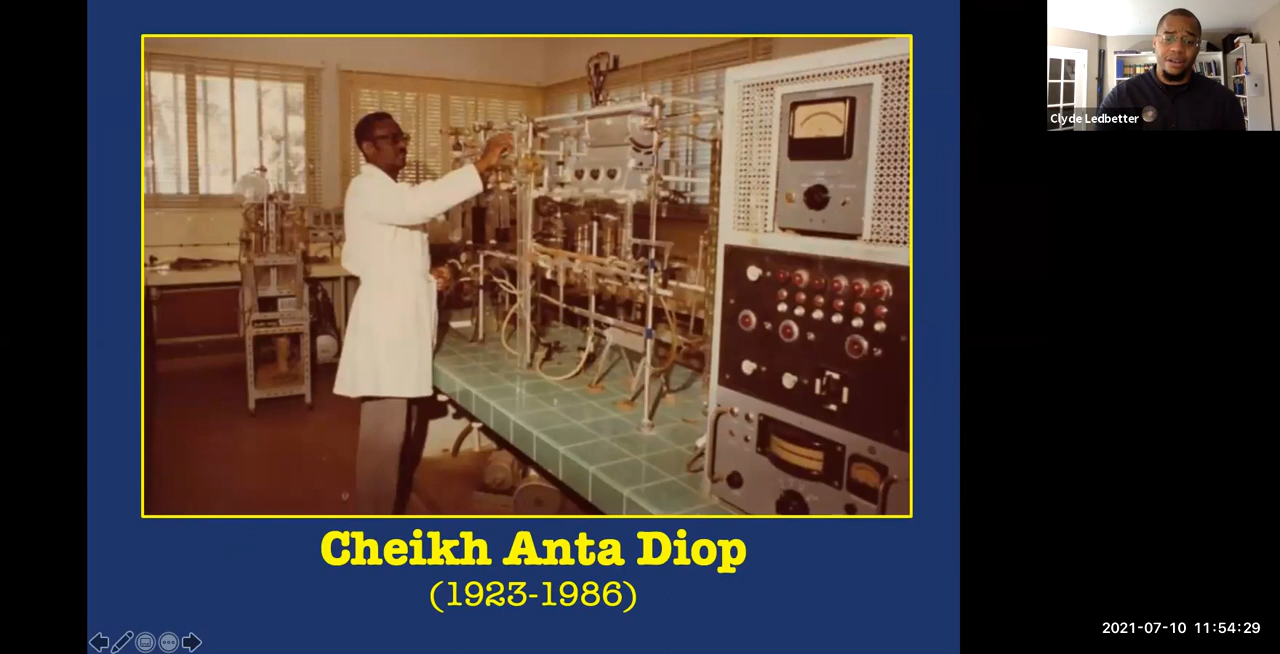 Clyde Ledbetter
Cheikh Anta Diop
(1923-1986)
2021-07-10 11:54:29